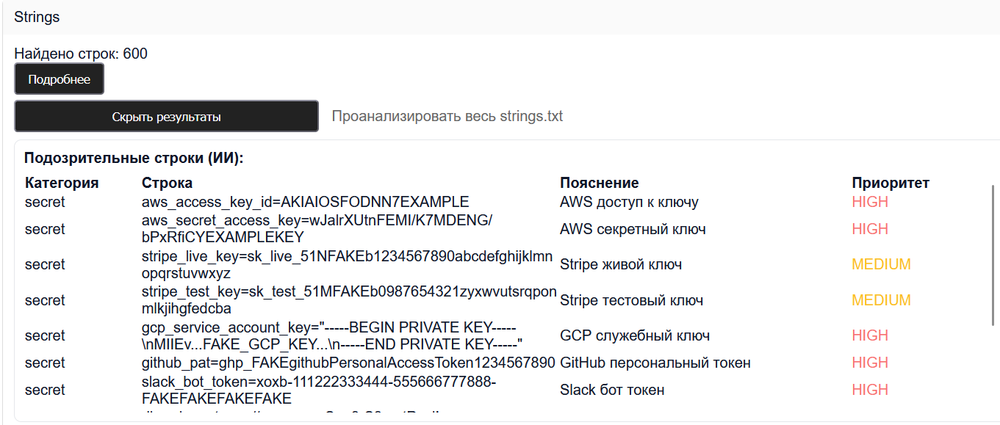 Strings
Найдено строк: 600
Подробнее
Скрыть результаты
Проанализировать весь strings.txt
Подозрительные строки (ИИ):
Категория Строка Пояснение Приоритет
secret aws_access_key_id=AKIAIOSFODNN7EXAMPLE AWS доступ к ключу HIGH
secret aws_secret_access_key=wJalrXUtnFEMI/K7MDENG/
bPxRfiCYEXAMPLEKEY AWS секретный ключ HIGH
secret stripe_live_key=sk_live_51NFAKEb1234567890abcdefghijklmn
opqrstuvwxyz Stripe живой ключ MEDIUM
secret stripe_test_key=sk_test_51MFAKEb0987654321zyxwvutsrqpon
mlkjihgfedcba Stripe тестовый ключ MEDIUM
secret gcp_service_account_key="-----BEGIN PRIVATE KEY-----
\nMIIEv...FAKE_GCP_KEY...\n-----END PRIVATE KEY-----" GCP служебный ключ HIGH
secret github_pat=ghp_FAKEgithubPersonalAccessToken1234567890 GitHub персональный токен HIGH
secret slack_bot_token=xoxb-111222333444-555666777888-
FAKEFAKEFAKEFAKE Slack бот токен HIGH